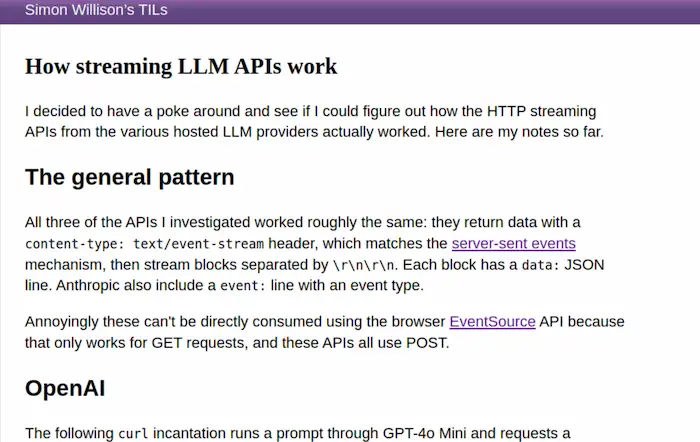 Simon Willison’s TILs
How streaming LLM APIs work
I decided to have a poke around and see if I could figure out how the HTTP streaming
APIs from the various hosted LLM providers actually worked. Here are my notes so far.
The general pattern
All three of the APIs I investigated worked roughly the same: they return data with a
content-type: text/event-stream header, which matches the server-sent events
mechanism, then stream blocks separated by \r\n\r\n. Each block has a data: JSON
line. Anthropic also include a event: line with an event type.
Annoyingly these can't be directly consumed using the browser EventSource API because
that only works for GET requests, and these APIs all use POST.
OpenAI
The following curl incantation runs a prompt through GPT-4o Mini and requests a